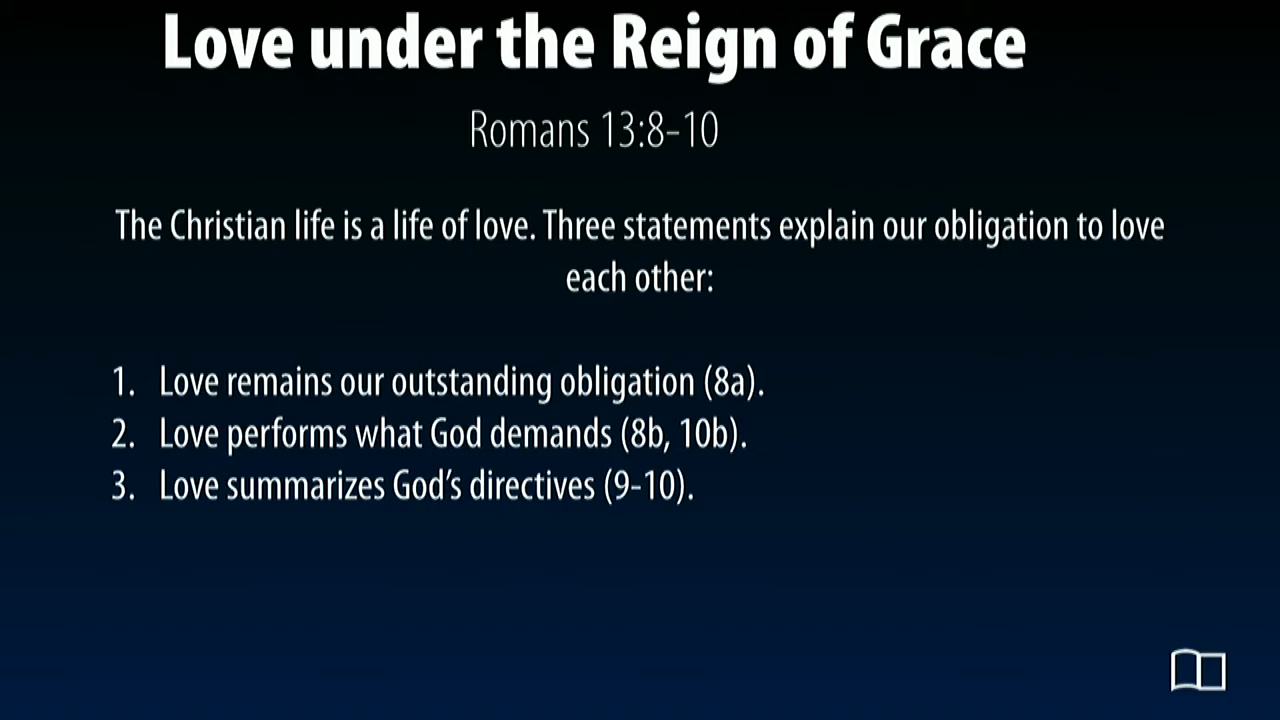 Love under the Reign of Grace
Romans 13:8–10
The Christian life is a life of love. Three statements explain our obligation to love
each other:
1. Love remains our outstanding obligation (8a).
2. Love performs what God demands (8b, 10b).
3. Love summarizes God’s directives (9-10).